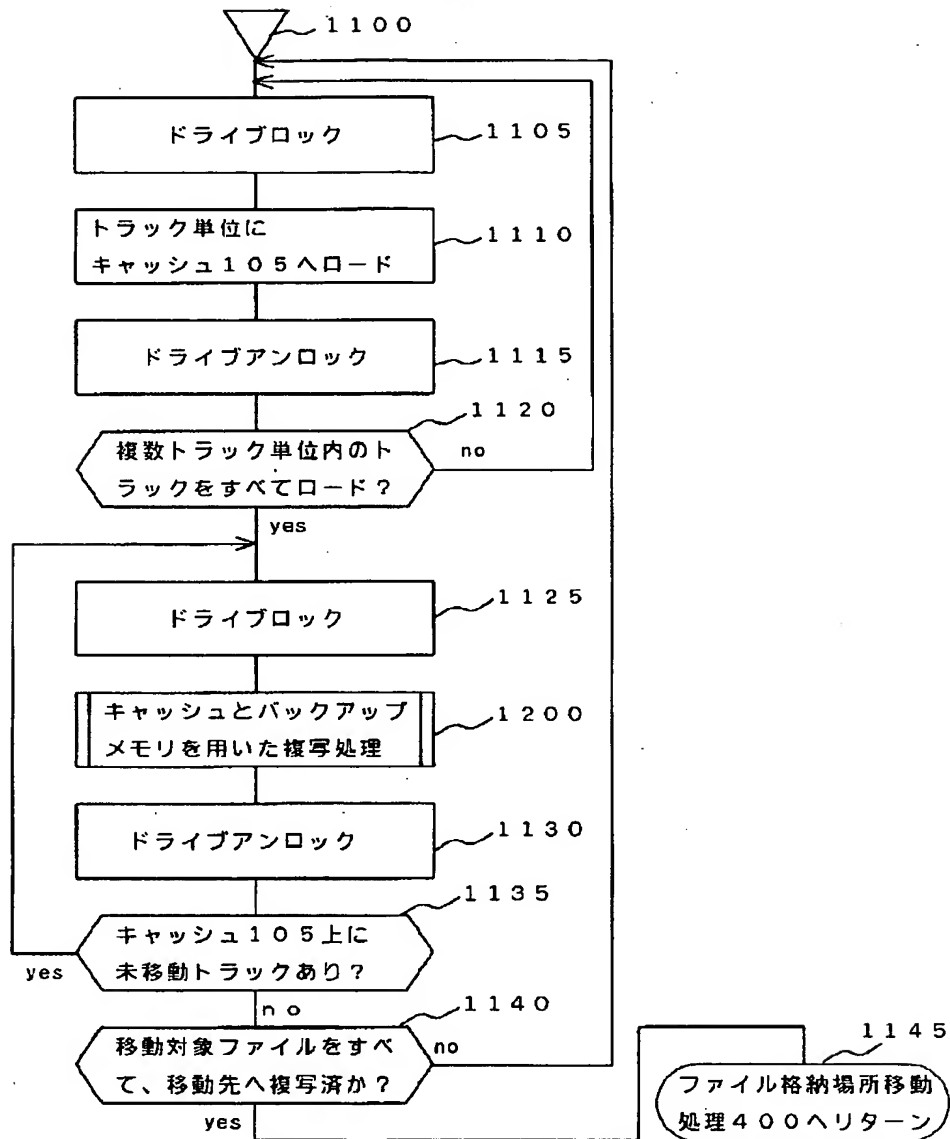 １１００
ドライブロック
１１０５
トラック単位に
キャッシュ１０５へロード
１１１０
ドライブアンロック
１１１５
１１２０
複数トラック単位内のト
ラックをすべてロード？
no
yes
ドライブロック
１１２５
キャッシュとバックアップ
メモリを用いた複写処理
１２００
ドライブアンロック
１１３０
１１３５
キャッシュ１０５上に
未移動トラックあり？
yes
ｎｏ
１１４０
移動対象ファイルをすべ
て、移動先へ複写済か？
no
yes
１１４５
ファイル格納場所移動
処理４００へリターン